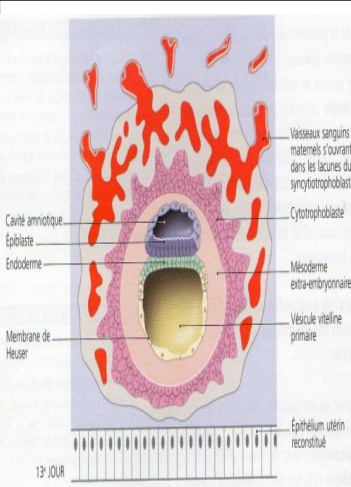 Vaisseaux sanguins
maternels s'ouvrant
dans les lacunes du
syncytiotrophoblast
Cytotrophoblaste
Cavité amniotique
Épiblaste
Endoderme
Mésoderme
extra-embryonnaire
Vésicule vitelline
primaire
Membrane de
Heuser
Épithélium utérin
reconstitué
13e JOUR